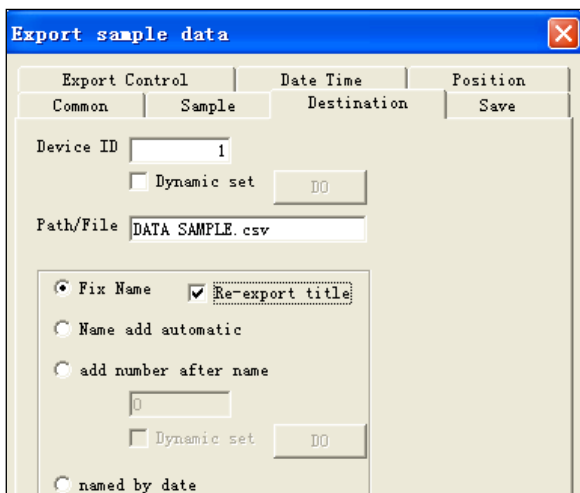 Export sample data
Export Control Date Time Position
Common Sample Destination Save
Device ID 1
Dynamic set DO
Path/File DATA SAMPLE.csv
Fix Name Re-export title
Name add automatic
add number after name
0
Dynamic set DO
named by date